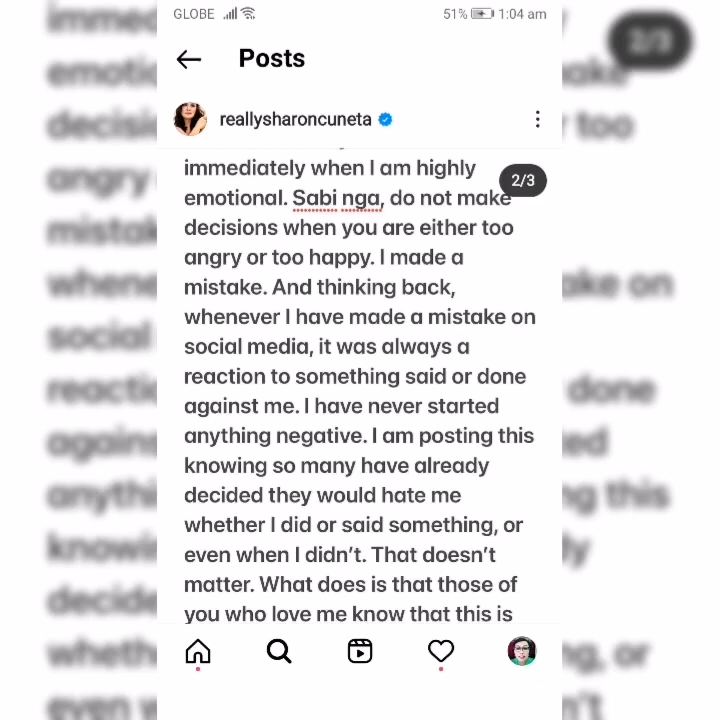 GLOBE
51%
1:04 am
Posts
reallysharoncuneta
2/3
immediately when I am highly
emotional. Sabi nga, do not make
decisions when you are either too
angry or too happy. I made a
mistake. And thinking back,
whenever I have made a mistake on
social media, it was always a
reaction to something said or done
against me. I have never started
anything negative. I am posting this
knowing so many have already
decided they would hate me
whether I did or said something, or
even when I didn't. That doesn't
matter. What does is that those of
you who love me know that this is